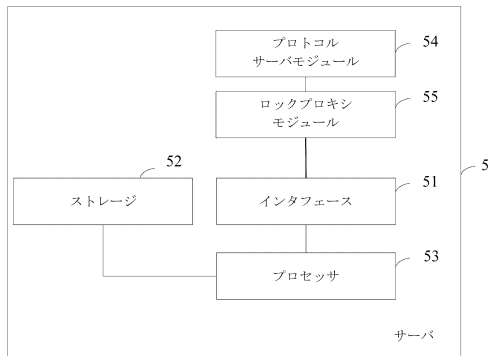 プロトコル
サーバモジュール
54
ロックプロキシ
モジュール
55
52
ストレージ
インタフェース
51
5
プロセッサ
53
サーバ